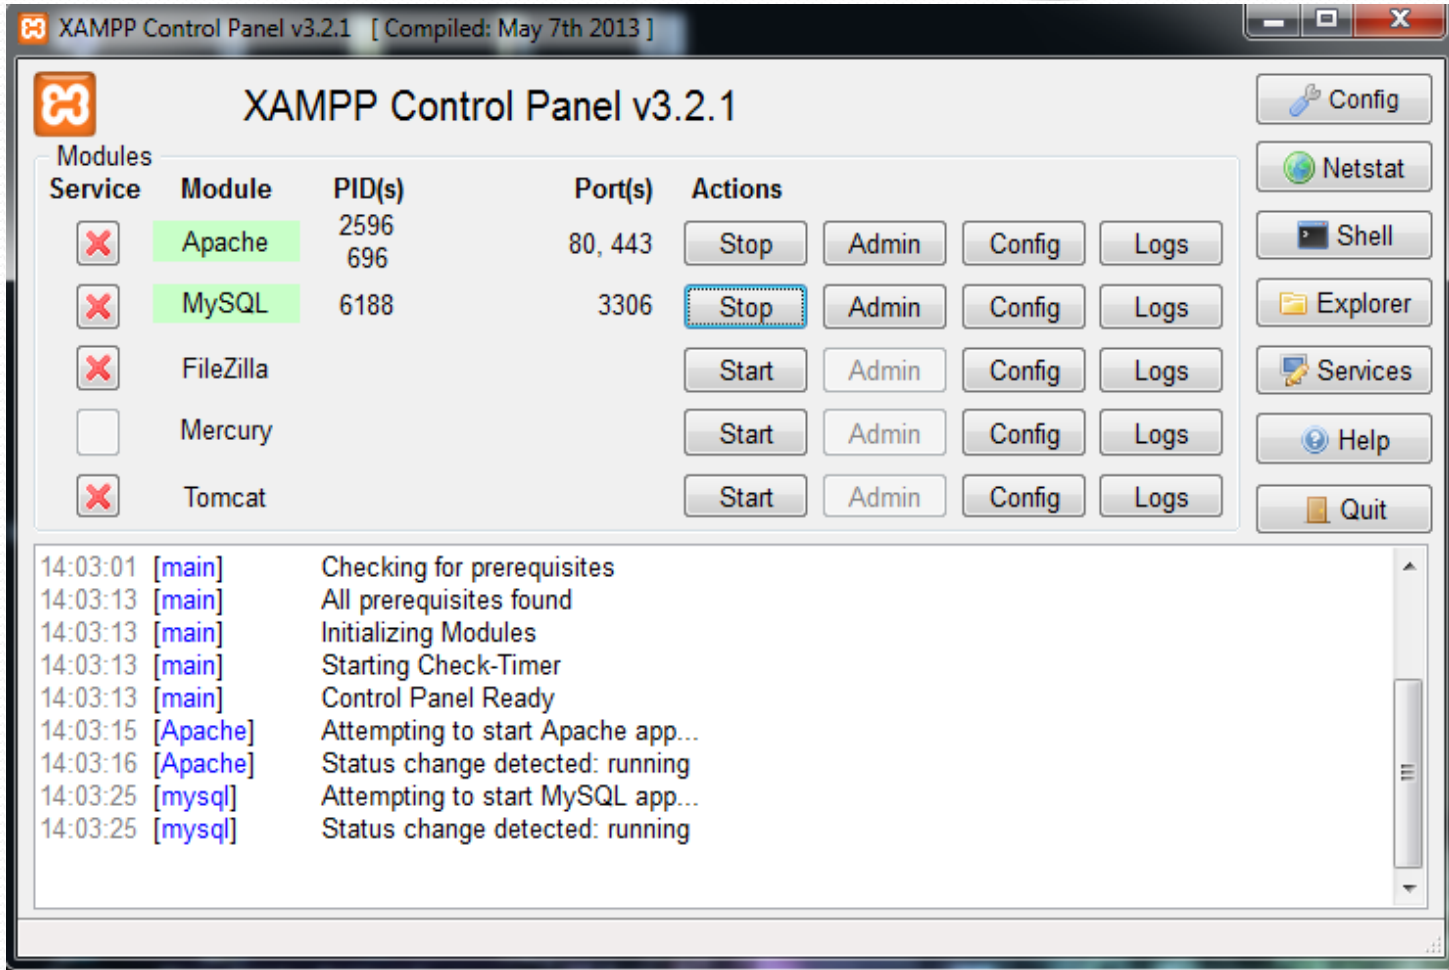 XAMPP Control Panel v3.2.1 [ Compiled: May 7th 2013 ]
XAMPP Control Panel v3.2.1
Config
Modules
Service Module PID(s) Port(s) Actions
Netstat
Apache 2596 696 80, 443 Stop Admin Config Logs
Shell
MySQL 6188 3306 Stop Admin Config Logs
Explorer
FileZilla Start Admin Config Logs
Services
Mercury Start Admin Config Logs
Help
Tomcat Start Admin Config Logs
Quit
14:03:01 [main] Checking for prerequisites
14:03:13 [main] All prerequisites found
14:03:13 [main] Initializing Modules
14:03:13 [main] Starting Check-Timer
14:03:13 [main] Control Panel Ready
14:03:15 [Apache] Attempting to start Apache app...
14:03:16 [Apache] Status change detected: running
14:03:25 [mysql] Attempting to start MySQL app...
14:03:25 [mysql] Status change detected: running